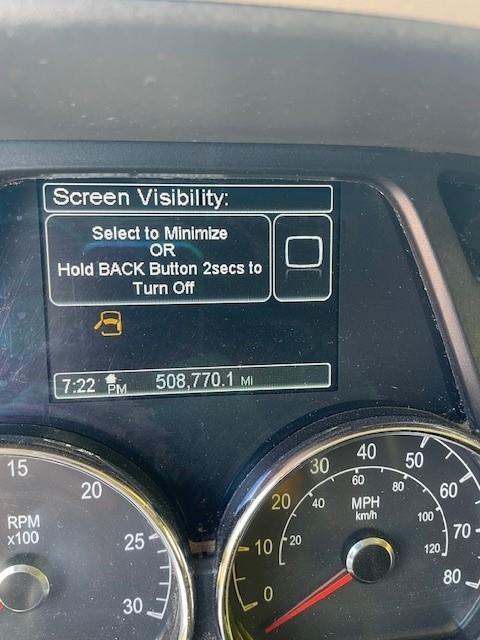 Screen Visibility:
Select to Minimize
OR
Hold BACK Button 2secs to
Turn Off
7:22 PM 508,770.1 MI
15
20
25
30
RPM
x100
0
10
20
30
40
50
60
70
80
MPH
km/h
20
40
60
80
100
120